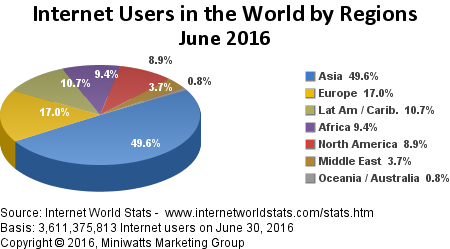 Internet Users in the World by Regions
June 2016
8.9%
9.4%
10.7%
3.7%
0.8%
17.0%
49.6%
Asia 49.6%
Europe 17.0%
Lat Am / Carib. 10.7%
Africa 9.4%
North America 8.9%
Middle East 3.7%
Oceania / Australia 0.8%
Source: Internet World Stats - www.internetworldstats.com/stats.htm
Basis: 3,611,375,813 Internet users on June 30, 2016
Copyright © 2016, Miniwatts Marketing Group